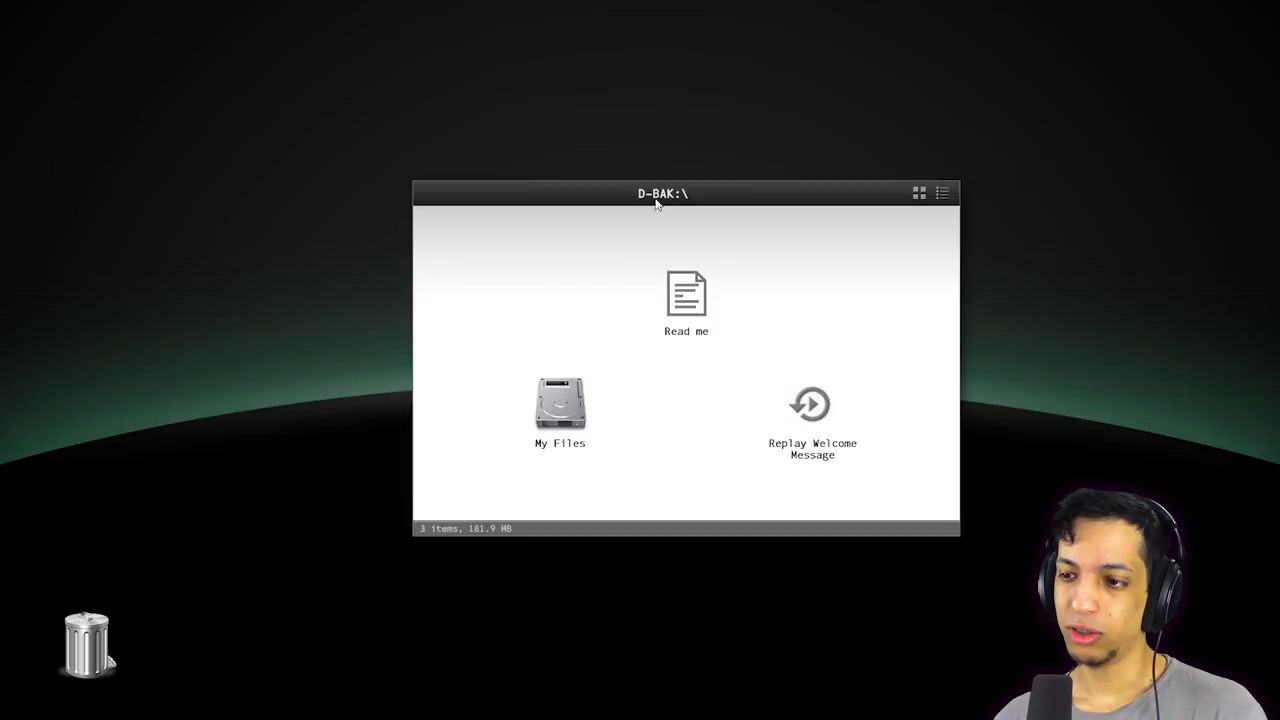 D-BAK:\
Read me
My Files
Replay Welcome
Message
3 items, 181.9 MB